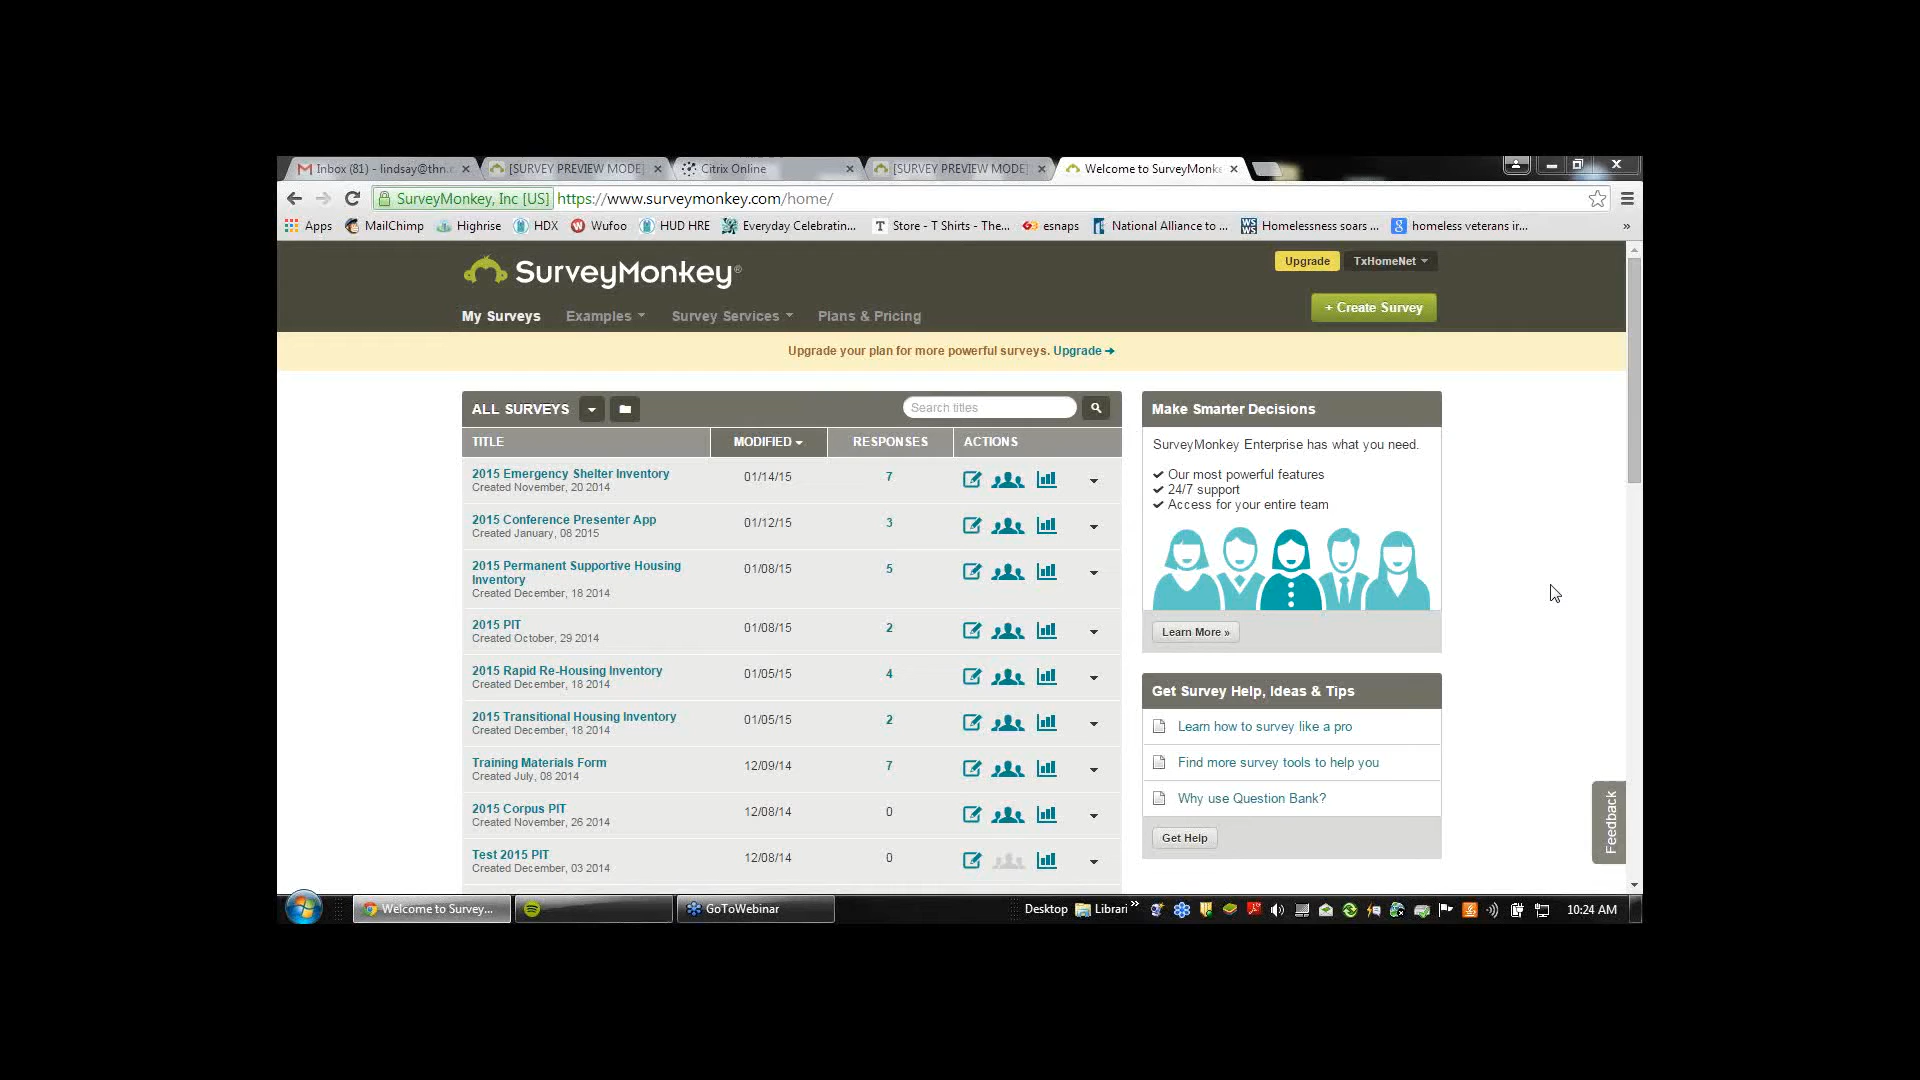 Inbox (81) - lindsay@thn.
[SURVEY PREVIEW MODE]
Citrix Online
[SURVEY PREVIEW MODE]
Welcome to SurveyMonke
SurveyMonkey, Inc [US]
https://www.surveymonkey.com/home/
Apps
MailChimp
Highrise
HDX
Wufoo
HUD HRE
Everyday Celebratin...
Store - T Shirts - The...
esnaps
National Alliance to ...
Homelessness soars ...
homeless veterans ir...
»
SurveyMonkey®
Upgrade
TxHomeNet
My Surveys
Examples
Survey Services
Plans & Pricing
+ Create Survey
Upgrade your plan for more powerful surveys. Upgrade →
ALL SURVEYS
Search titles
TITLE MODIFIED RESPONSES ACTIONS
2015 Emergency Shelter Inventory
Created November, 20 2014
01/14/15
7
2015 Conference Presenter App
Created January, 08 2015
01/12/15
3
2015 Permanent Supportive Housing
Inventory
Created December, 18 2014
01/08/15
5
2015 PIT
Created October, 29 2014
01/08/15
2
2015 Rapid Re-Housing Inventory
Created December, 18 2014
01/05/15
4
2015 Transitional Housing Inventory
Created December, 18 2014
01/05/15
2
Training Materials Form
Created July, 08 2014
12/09/14
7
2015 Corpus PIT
Created November, 26 2014
12/08/14
0
Test 2015 PIT
Created December, 03 2014
12/08/14
0
Make Smarter Decisions
SurveyMonkey Enterprise has what you need.
Our most powerful features
24/7 support
Access for your entire team
Learn More »
Get Survey Help, Ideas & Tips
Learn how to survey like a pro
Find more survey tools to help you
Why use Question Bank?
Get Help
Feedback
Welcome to Survey...
GoToWebinar
Desktop
Librari
»
10:24 AM